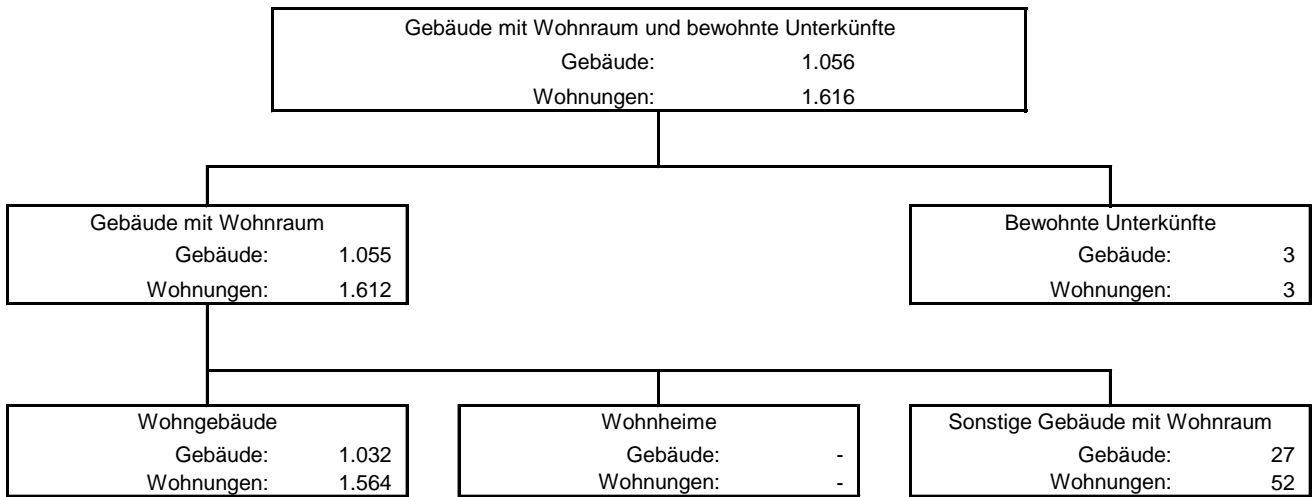 Gebäude mit Wohnraum und bewohnte Unterkünfte
Gebäude: 1.056
Wohnungen: 1.616
Gebäude mit Wohnraum
Gebäude: 1.055
Wohnungen: 1.612
Bewohnte Unterkünfte
Gebäude: 3
Wohnungen: 3
Wohngebäude
Gebäude: 1.032
Wohnungen: 1.564
Wohnheime
Gebäude: -
Wohnungen: -
Sonstige Gebäude mit Wohnraum
Gebäude: 27
Wohnungen: 52